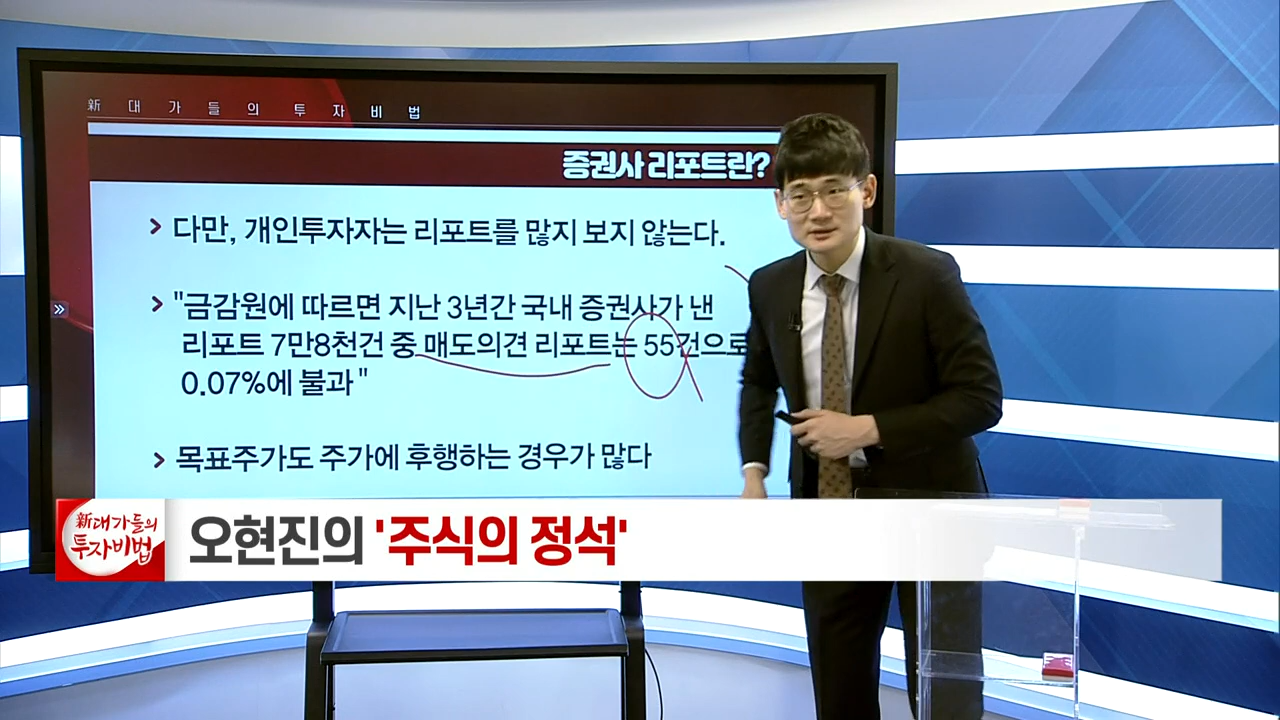 新 대 가 들 의 투 자 비 법
증권사 리포트란?
> 다만, 개인투자자는 리포트를 많지 보지 않는다.
> "금감원에 따르면 지난 3년간 국내 증권사가 낸
리포트 7만8천건 중 매도의견 리포트는 55건으로
0.07%에 불과"
> 목표주가도 주가에 후행하는 경우가 많다
新대가들의
투자비법
오현진의 '주식의 정석'